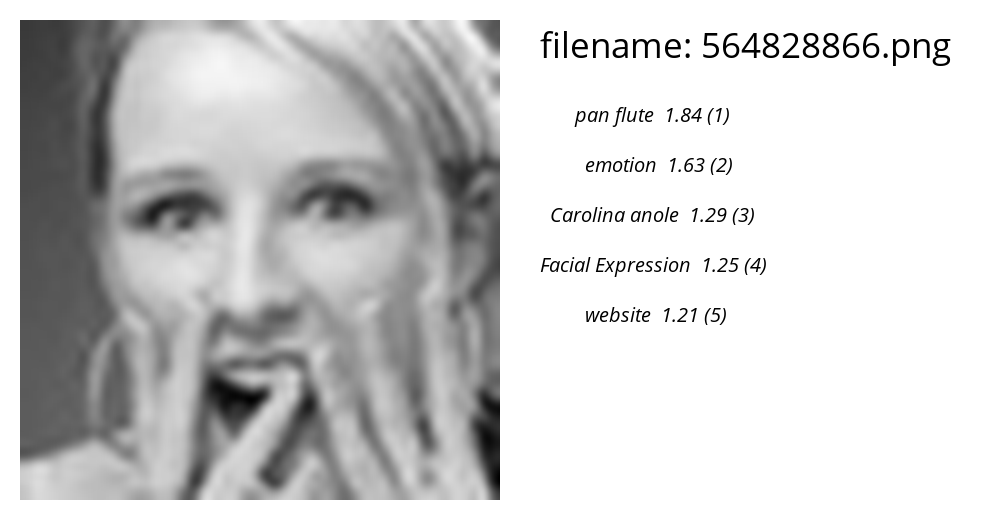 filename: 564828866.png
pan flute 1.84 (1)
emotion 1.63 (2)
Carolina anole 1.29 (3)
Facial Expression 1.25 (4)
website 1.21 (5)